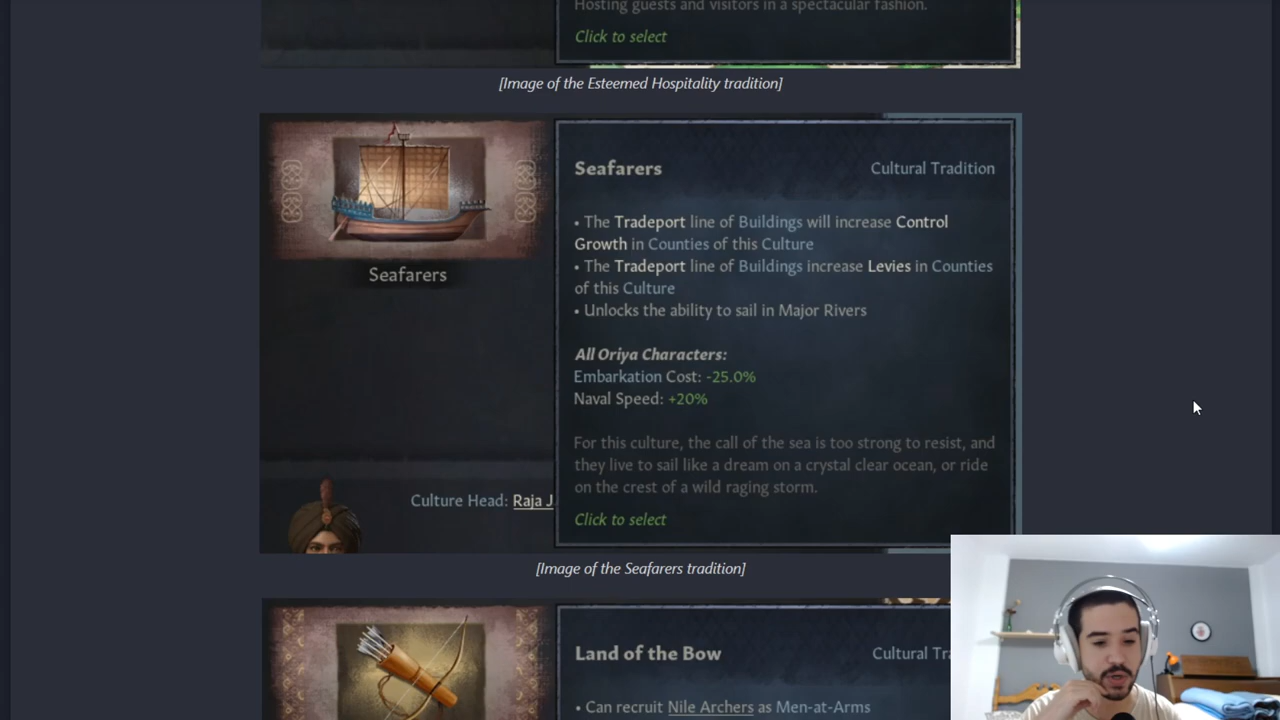 Hosting guests and visitors in a spectacular fashion.
Click to select
[Image of the Esteemed Hospitality tradition]
Seafarers
Seafarers Cultural Tradition
• The Tradeport line of Buildings will increase Control
Growth in Counties of this Culture
• The Tradeport line of Buildings increase Levies in Counties
of this Culture
• Unlocks the ability to sail in Major Rivers
All Oriya Characters:
Embarkation Cost: -25.0%
Naval Speed: +20%
For this culture, the call of the sea is too strong to resist, and
they live to sail like a dream on a crystal clear ocean, or ride
on the crest of a wild raging storm.
Culture Head: Raja J
Click to select
[Image of the Seafarers tradition]
Land of the Bow Cultural Tra
• Can recruit Nile Archers as Men-at-Arms